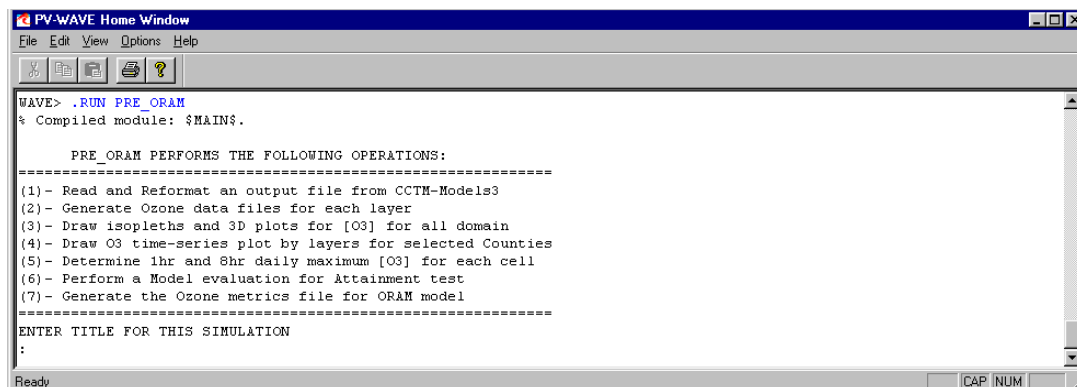 PV-WAVE Home Window
File Edit View Options Help
WAVE> .RUN PRE_ORAM
% Compiled module: $MAIN$.
PRE_ORAM PERFORMS THE FOLLOWING OPERATIONS:
============================================================
(1)- Read and Reformat an output file from CCTM-Models3
(2)- Generate Ozone data files for each layer
(3)- Draw isopleths and 3D plots for [O3] for all domain
(4)- Draw O3 time-series plot by layers for selected Counties
(5)- Determine 1hr and 8hr daily maximum [O3] for each cell
(6)- Perform a Model evaluation for Attainment test
(7)- Generate the Ozone metrics file for ORAM model
============================================================
ENTER TITLE FOR THIS SIMULATION
:
Ready CAP NUM